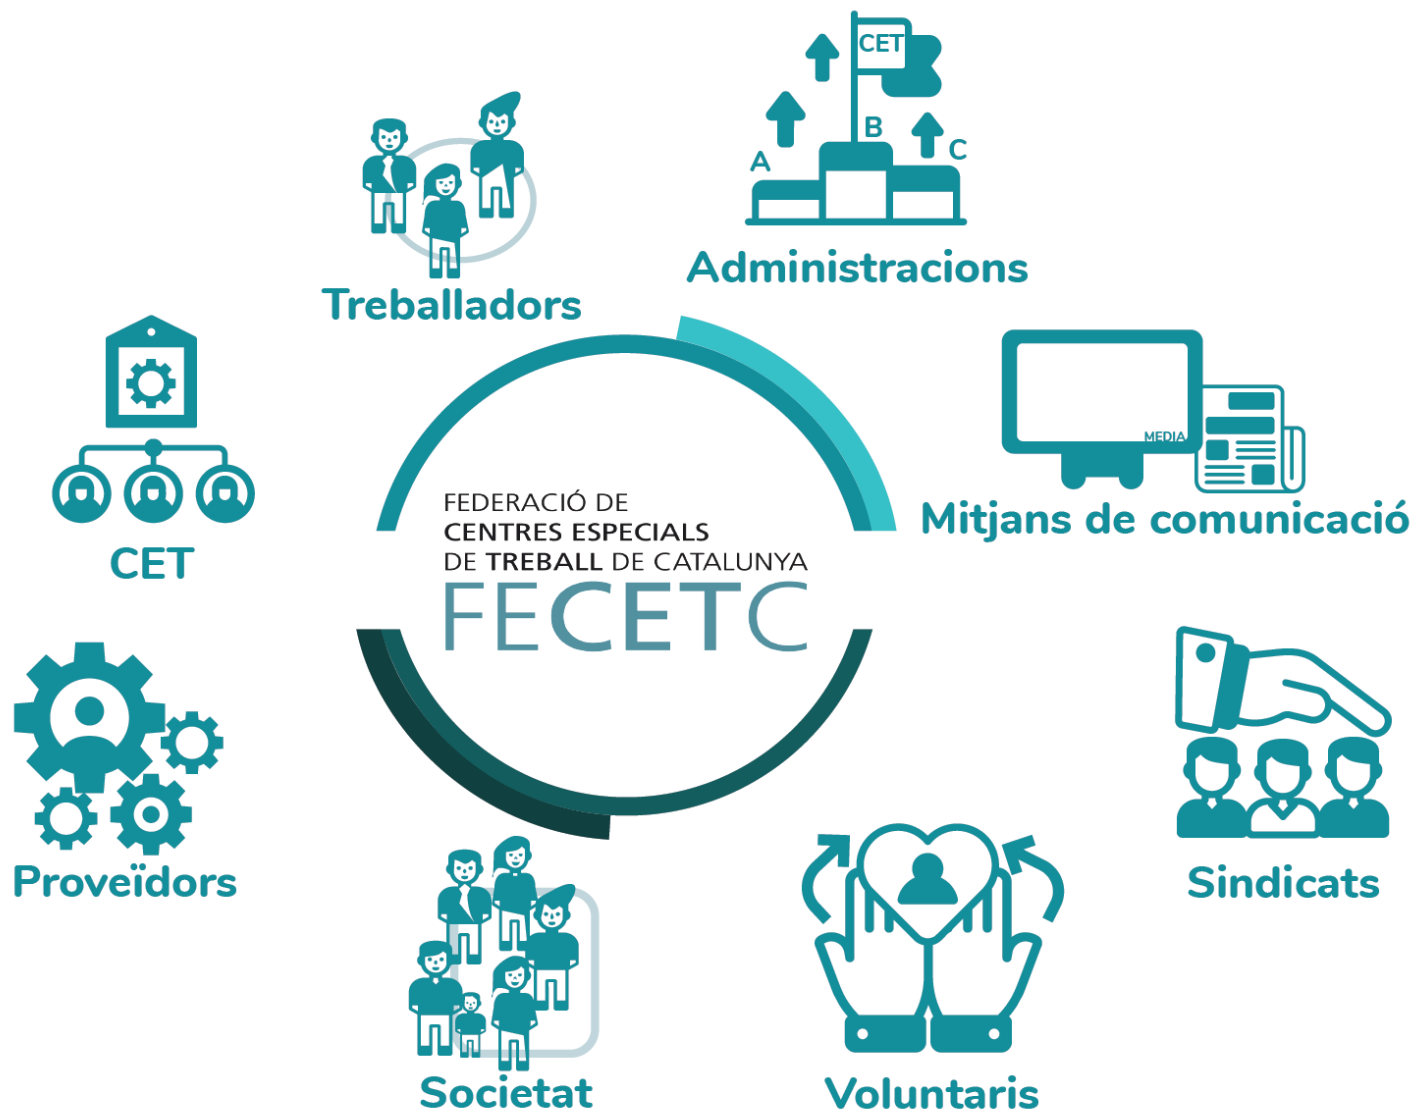 CET
B
A
C
Administracions
Treballadors
MEDIA
Mitjans de comunicació
CET
FEDERACIÓ DE
CENTRES ESPECIALS
DE TREBALL DE CATALUNYA
FECETC
Proveïdors
Sindicats
Societat
Voluntaris